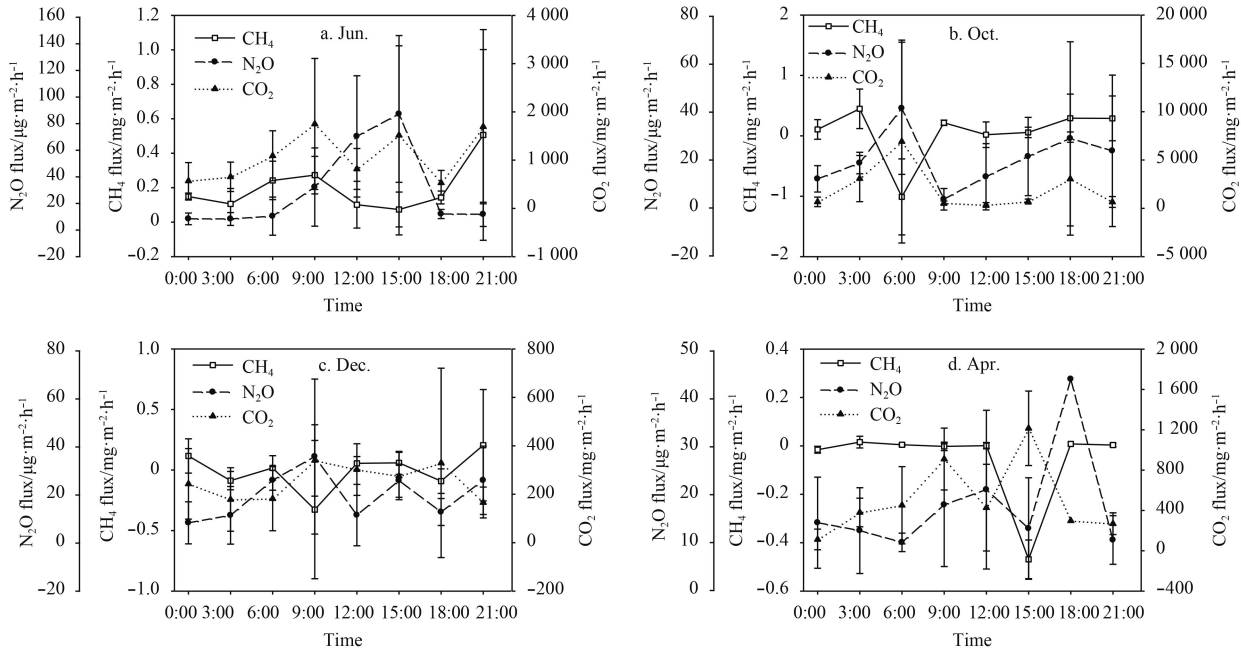 a. Jun.
CH₄
N₂O
CO₂
N₂O flux/μg·m⁻²·h⁻¹
160
140
120
100
80
60
40
20
0
−20
CH₄ flux/mg·m⁻²·h⁻¹
1.2
1.0
0.8
0.6
0.4
0.2
0
−0.2
CO₂ flux/mg·m⁻²·h⁻¹
4 000
3 000
2 000
1 000
0
−1 000
0:00 3:00 6:00 9:00 12:00 15:00 18:00 21:00
Time
b. Oct.
CH₄
N₂O
CO₂
N₂O flux/μg·m⁻²·h⁻¹
80
60
40
20
0
−20
CH₄ flux/mg·m⁻²·h⁻¹
2
1
0
−1
−2
CO₂ flux/mg·m⁻²·h⁻¹
20 000
15 000
10 000
5 000
0
−5 000
0:00 3:00 6:00 9:00 12:00 15:00 18:00 21:00
Time
c. Dec.
CH₄
N₂O
CO₂
N₂O flux/μg·m⁻²·h⁻¹
80
60
40
20
0
−20
CH₄ flux/mg·m⁻²·h⁻¹
1.0
0.5
0
−0.5
−1.0
CO₂ flux/mg·m⁻²·h⁻¹
800
600
400
200
0
−200
0:00 3:00 6:00 9:00 12:00 15:00 18:00 21:00
Time
d. Apr.
CH₄
N₂O
CO₂
N₂O flux/μg·m⁻²·h⁻¹
50
40
30
20
10
0
CH₄ flux/mg·m⁻²·h⁻¹
0.4
0.2
0
−0.2
−0.4
−0.6
CO₂ flux/mg·m⁻²·h⁻¹
2 000
1 600
1 200
800
400
0
−400
0:00 3:00 6:00 9:00 12:00 15:00 18:00 21:00
Time